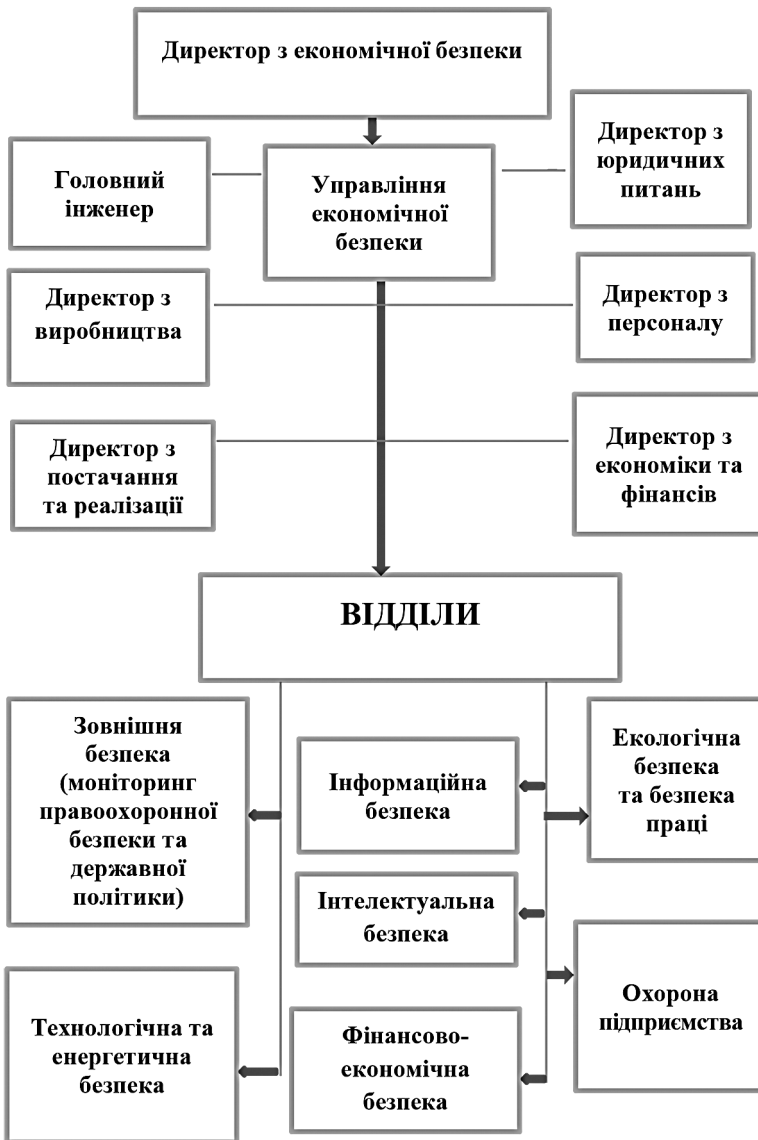 Директор з економічної безпеки
Головний
інженер
Управління
економічної
безпеки
Директор з
юридичних
питань
Директор з
виробництва
Директор з
персоналу
Директор з
постачання
та реалізації
Директор з
економіки та
фінансів
ВІДДІЛИ
Зовнішня
безпека
(моніторинг
правоохоронної
безпеки та
державної
політики)
Інформаційна
безпека
Екологічна
безпека
та безпека
праці
Інтелектуальна
безпека
Технологічна та
енергетична
безпека
Фінансово-
економічна
безпека
Охорона
підприємства